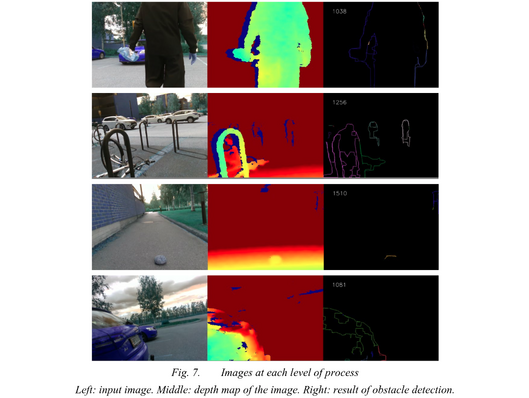 1038
1256
1510
1081
Fig. 7. Images at each level of process
Left: input image. Middle: depth map of the image. Right: result of obstacle detection.